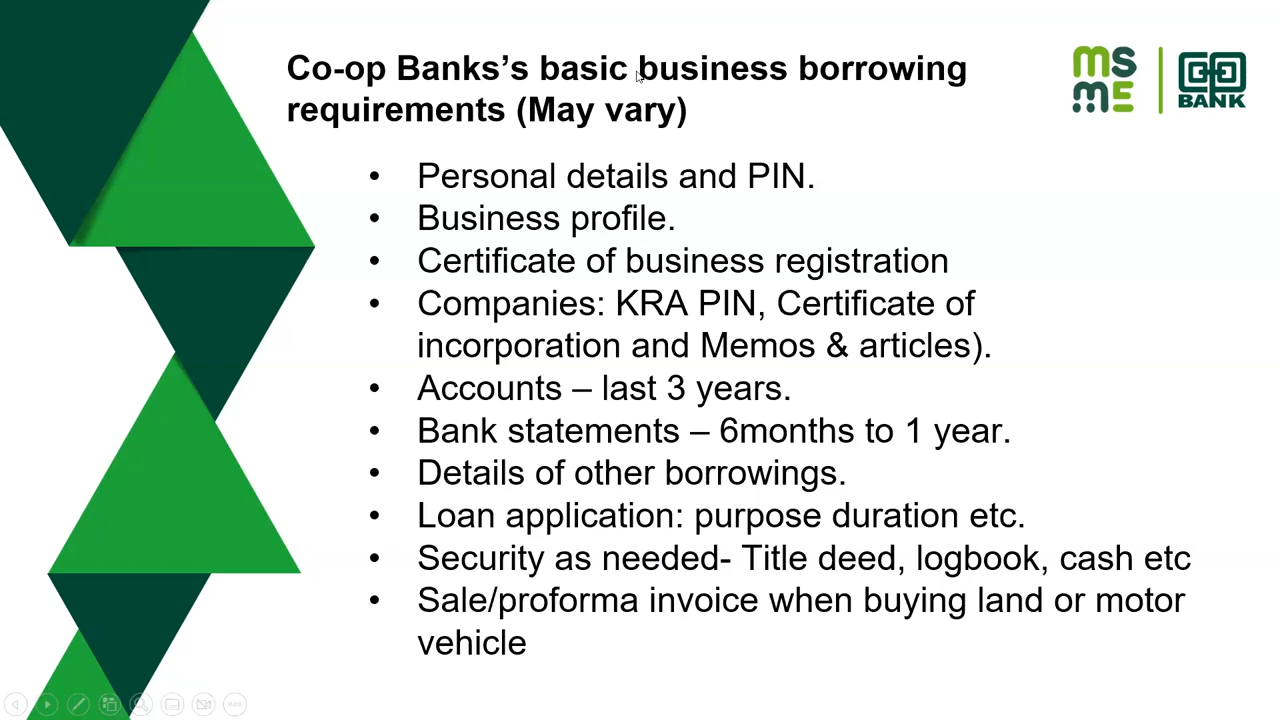 Co-op Banks’s basic business borrowing
requirements (May vary)
msme
CO-OP
BANK
• Personal details and PIN.
• Business profile.
• Certificate of business registration
• Companies: KRA PIN, Certificate of
incorporation and Memos & articles).
• Accounts – last 3 years.
• Bank statements – 6months to 1 year.
• Details of other borrowings.
• Loan application: purpose duration etc.
• Security as needed- Title deed, logbook, cash etc
• Sale/proforma invoice when buying land or motor
vehicle